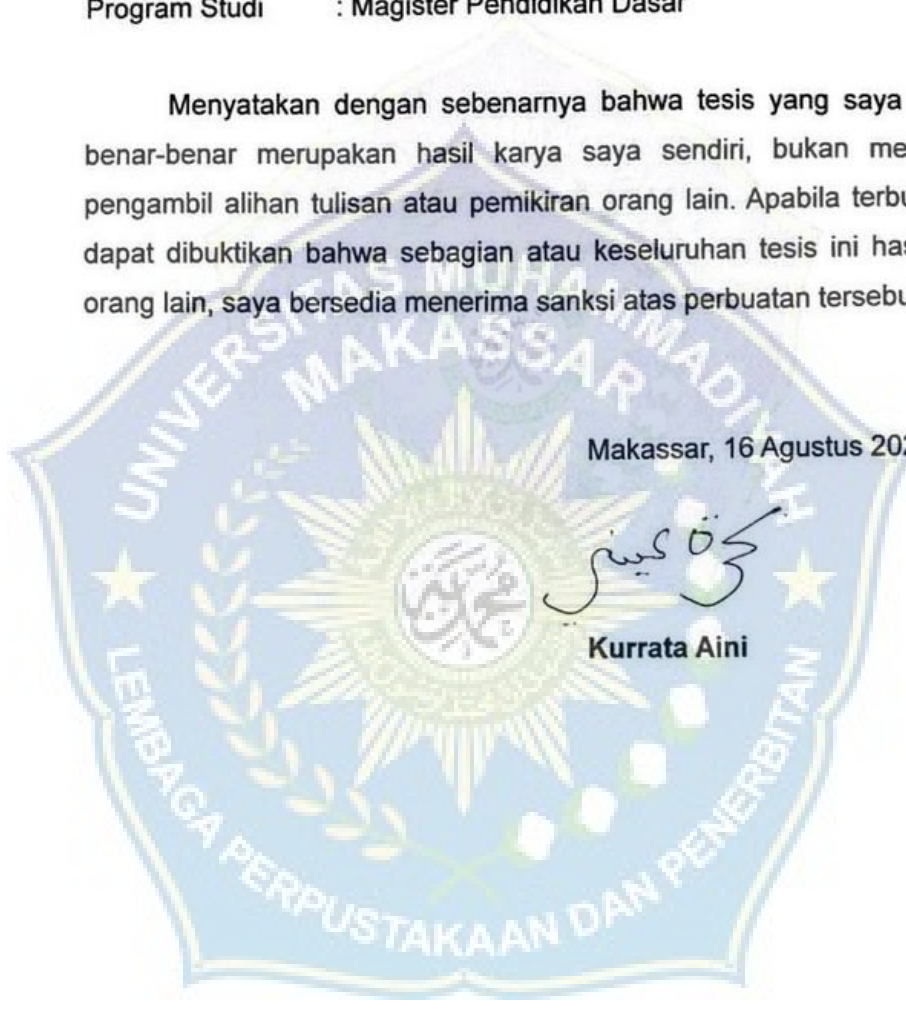 Program Studi : Magister Pendidikan Dasar
Menyatakan dengan sebenarnya bahwa tesis yang saya
benar-benar merupakan hasil karya saya sendiri, bukan me
pengambil alihan tulisan atau pemikiran orang lain. Apabila terbu
dapat dibuktikan bahwa sebagian atau keseluruhan tesis ini has
orang lain, saya bersedia menerima sanksi atas perbuatan tersebu
UNIVERSITAS MUHAMMADIYAH
MAKASSAR
Makassar, 16 Agustus 202
Kurrata Aini
LEMBAGA PERPUSTAKAAN DAN PENERBITAN